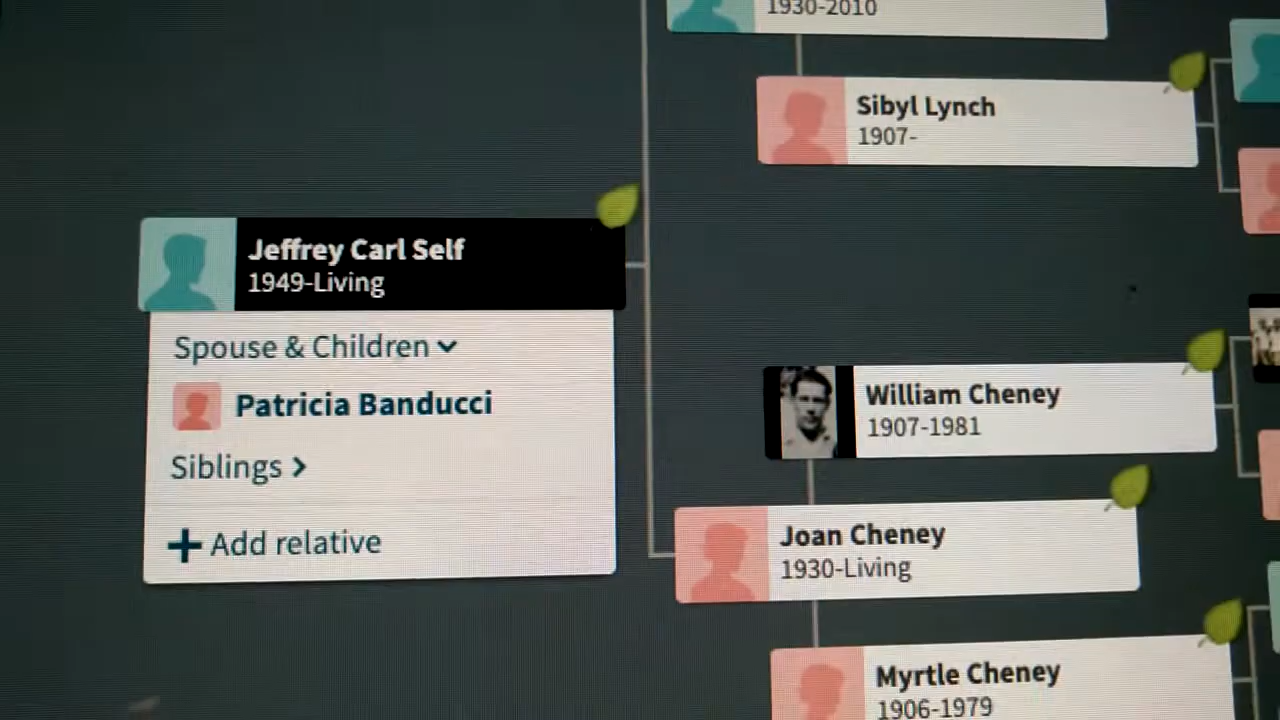 1930-2010
Sibyl Lynch
1907-
Jeffrey Carl Self
1949-Living
Spouse & Children
Patricia Banducci
Siblings
Add relative
William Cheney
1907-1981
Joan Cheney
1930-Living
Myrtle Cheney
1906-1979